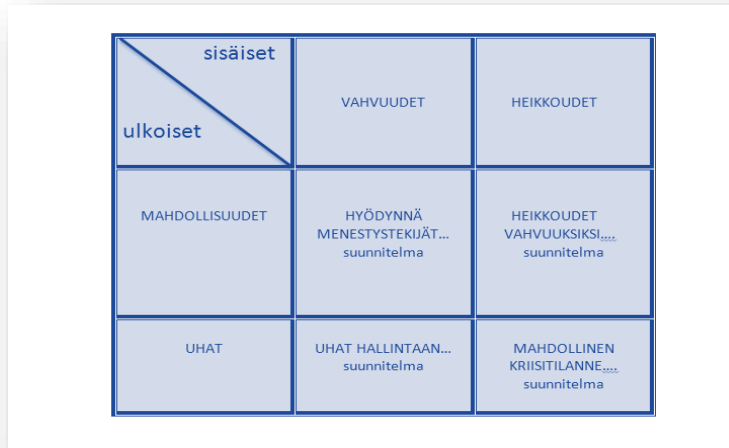 sisäiset
ulkoiset
VAHVUUDET
HEIKKOUDET
MAHDOLLISUUDET
HYÖDYNNÄ
MENESTYSTEKIJÄT...
suunnitelma
HEIKKOUDET
VAHVUUKSIKSI....
suunnitelma
UHAT
UHAT HALLINTAAN...
suunnitelma
MAHDOLLINEN
KRIISITILANNE....
suunnitelma